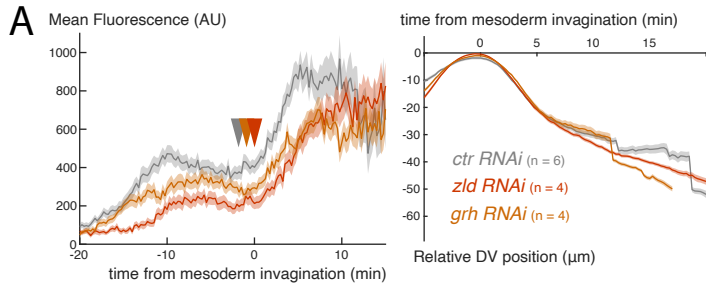 A
Mean Fluorescence (AU)
1000
800
600
400
200
0
-20
-10
0
10
time from mesoderm invagination (min)
time from mesoderm invagination (min)
0
5
15
0
-10
-20
-30
-40
-50
-60
ctr RNAi (n = 6)
zld RNAi (n = 4)
grh RNAi (n = 4)
Relative DV position (µm)